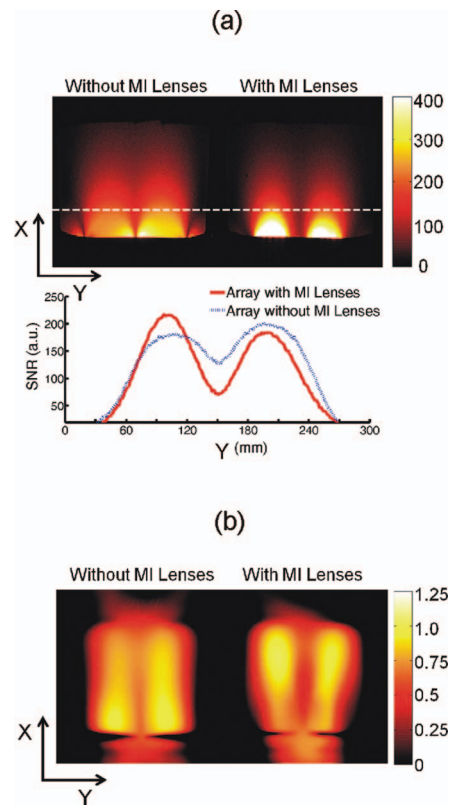 (a)
Without MI Lenses With MI Lenses
400
300
200
100
0
X
Y
Array with MI Lenses
Array without MI Lenses
SNR (a.u.)
250
200
150
100
50
0 60 120 180 240 300
Y (mm)
(b)
Without MI Lenses With MI Lenses
1.25
1.0
0.75
0.5
0.25
0
X
Y